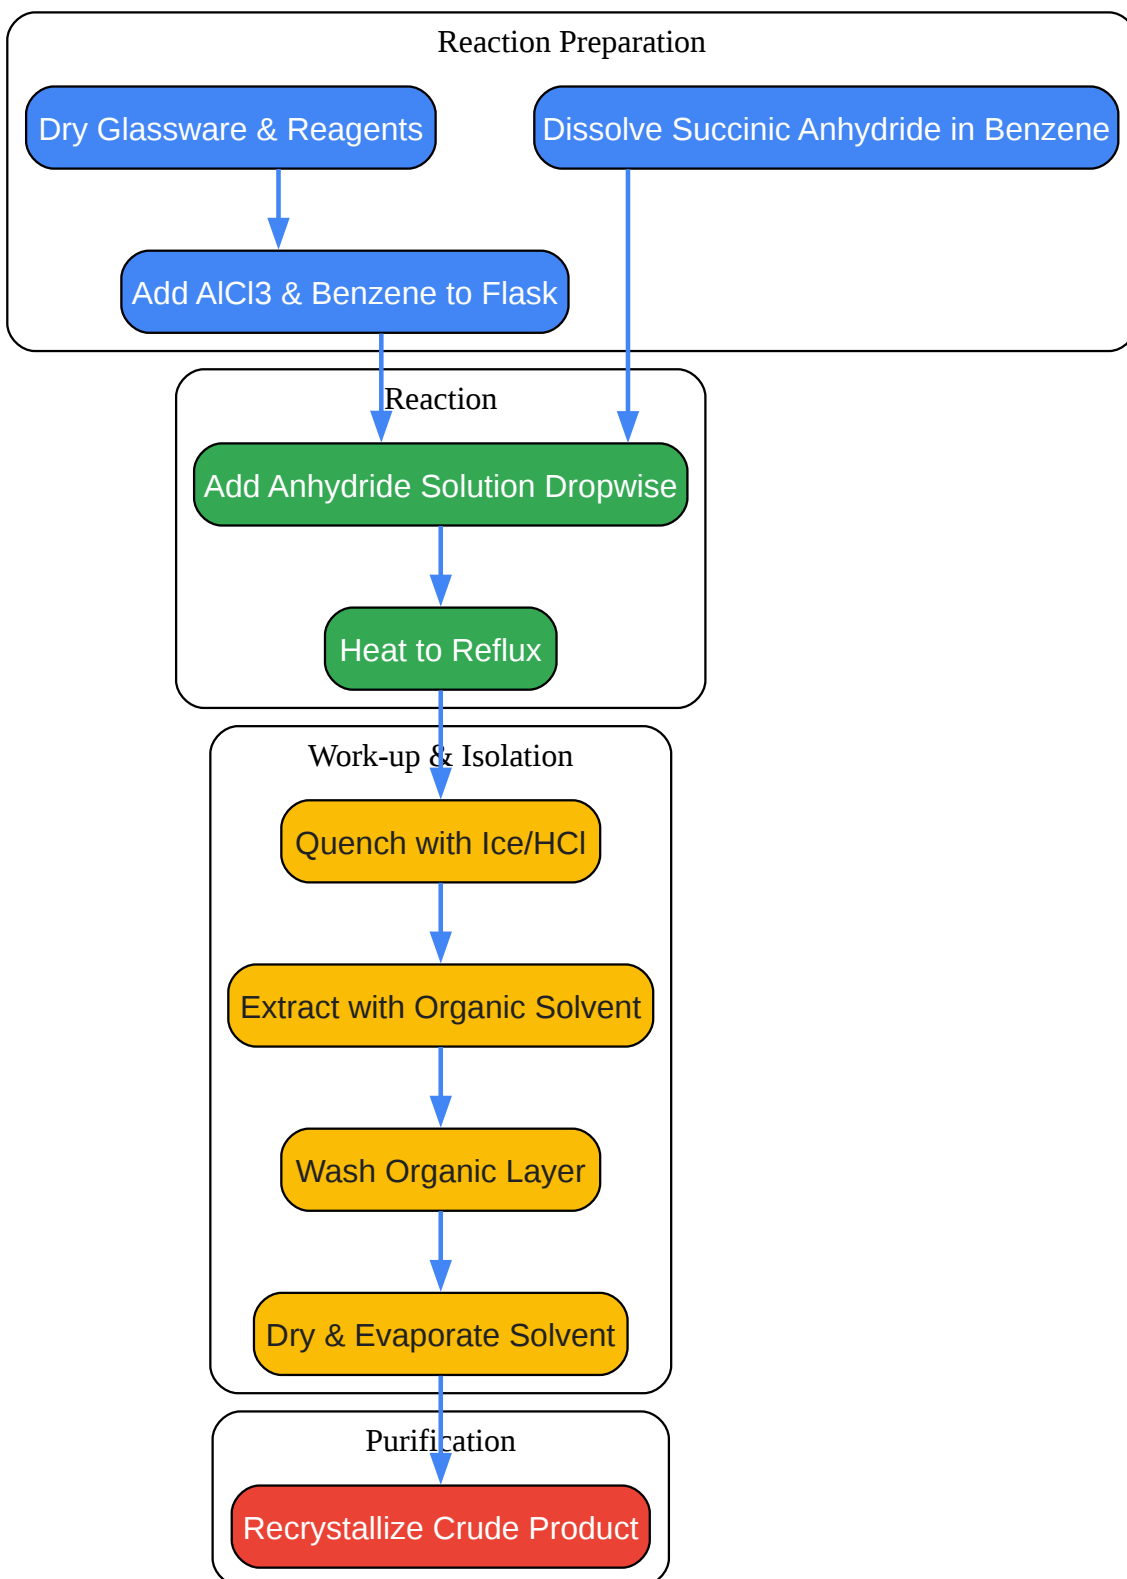 Reaction Preparation
Dry Glassware & Reagents
Dissolve Succinic Anhydride in Benzene
Add AlCl3 & Benzene to Flask
Reaction
Add Anhydride Solution Dropwise
Heat to Reflux
Work-up & Isolation
Quench with Ice/HCl
Extract with Organic Solvent
Wash Organic Layer
Dry & Evaporate Solvent
Purification
Recrystallize Crude Product